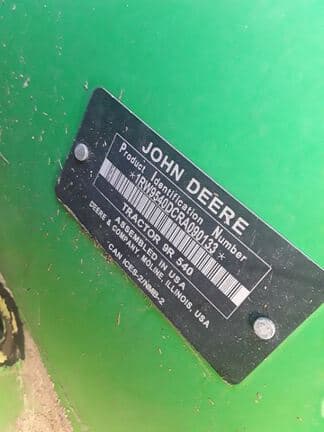 JOHN DEERE
Product Identification Number
*1RW9540DCRA090133*
TRACTOR 9R 540
ASSEMBLED IN USA
DEERE & COMPANY, MOLINE, ILLINOIS, USA
CAN ICES-2/NMB-2